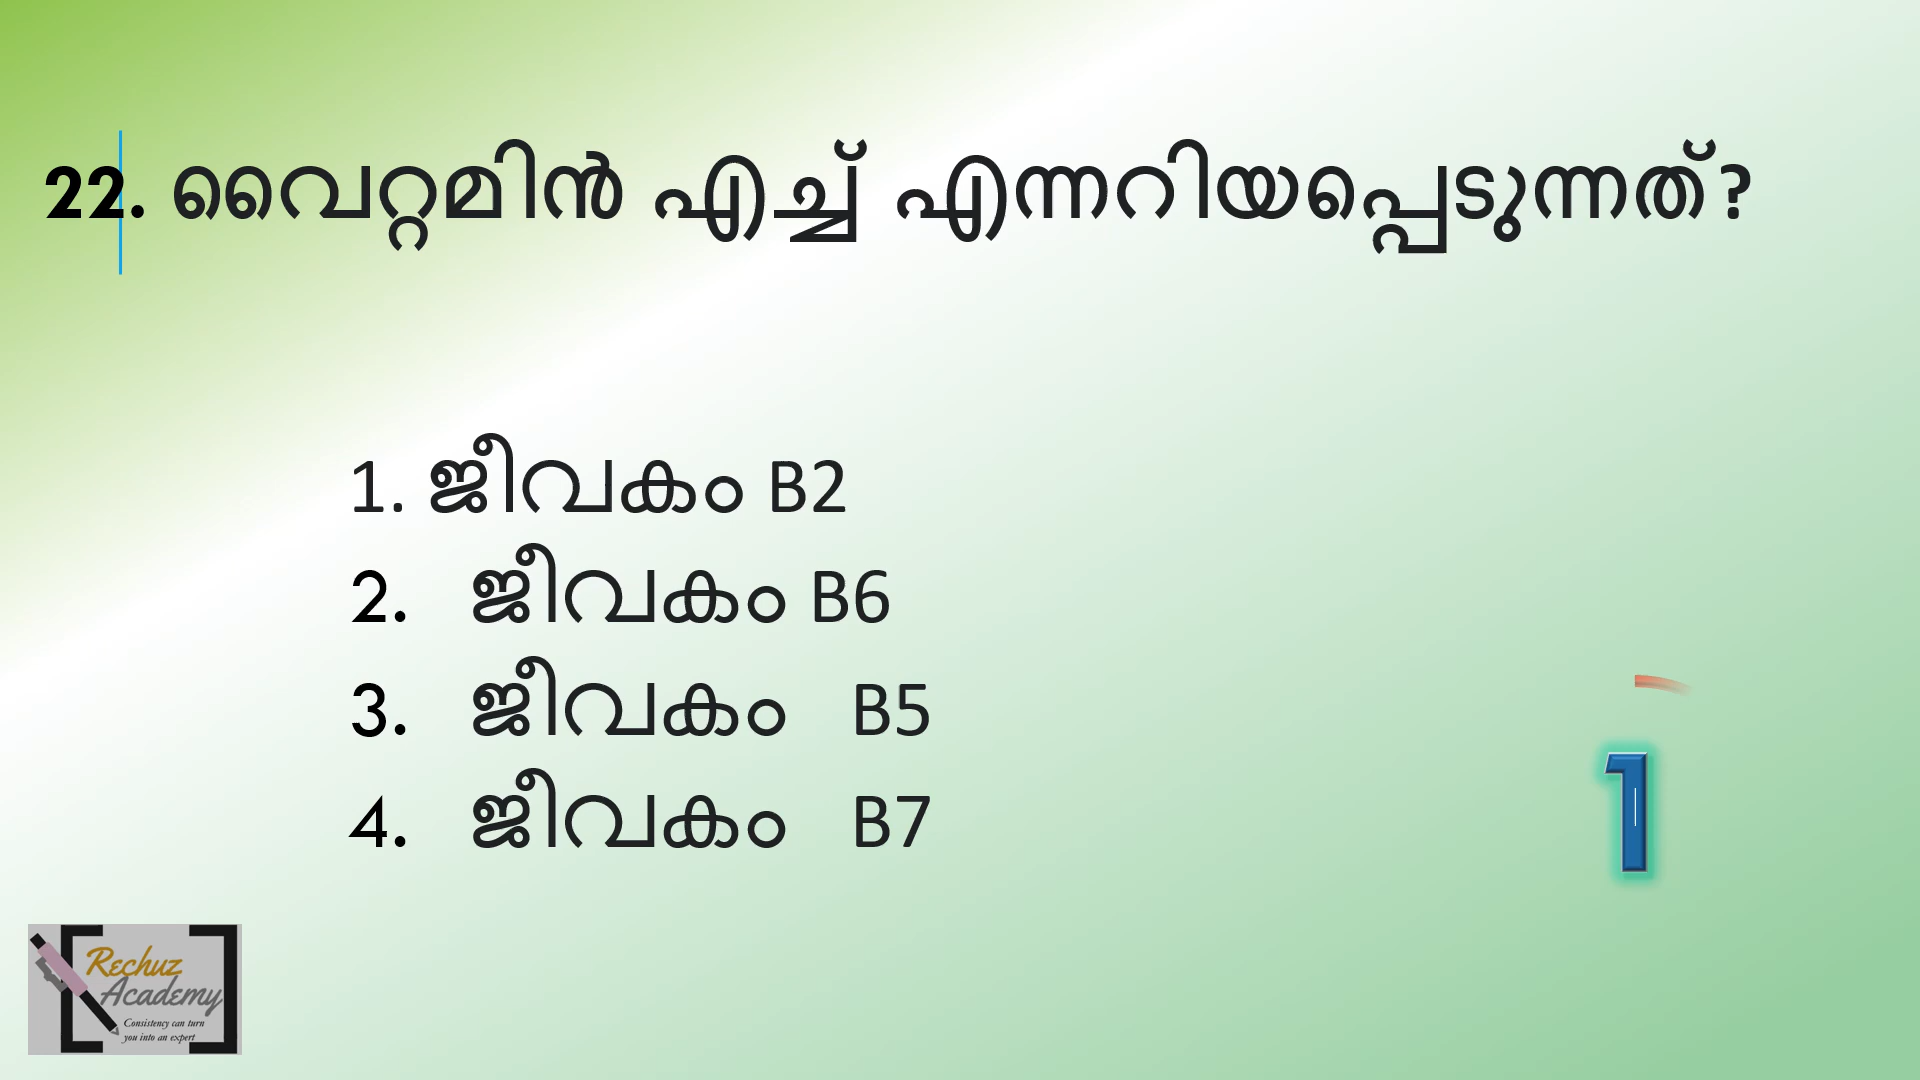 22. വൈറ്റമിൻ എച്ച് എന്നറിയപ്പെടുന്നത്?
1. ജീവകം B2
2. ജീവകം B6
3. ജീവകം B5
4. ജീവകം B7
1
Rechuz
Academy
Consistency can turn
you into an expert